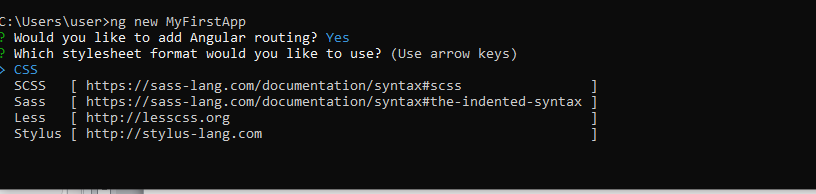 C:\Users\user>ng new MyFirstApp
? Would you like to add Angular routing? Yes
? Which stylesheet format would you like to use? (Use arrow keys)
> CSS
  SCSS   [ https://sass-lang.com/documentation/syntax#scss                ]
  Sass   [ https://sass-lang.com/documentation/syntax#the-indented-syntax ]
  Less   [ http://lesscss.org                                             ]
  Stylus [ http://stylus-lang.com                                         ]